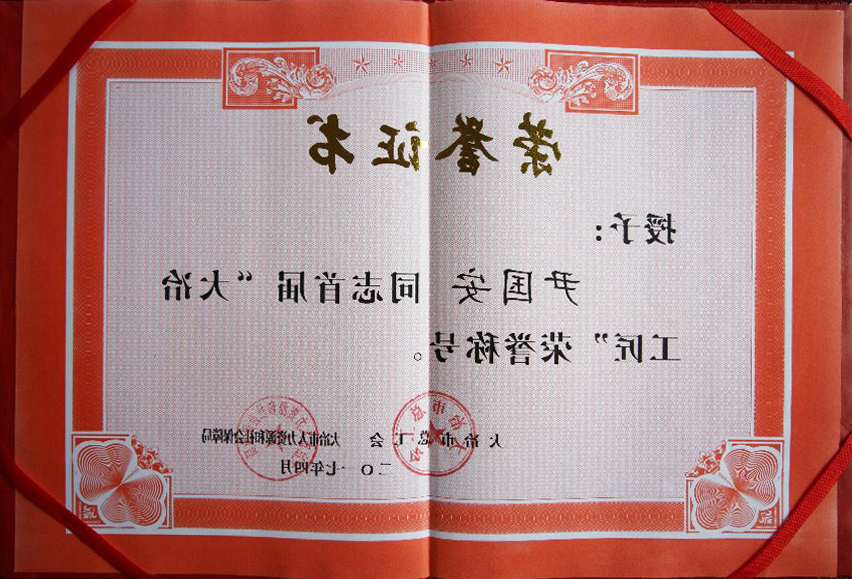 荣誉证书
授予：
尹国安 同志首届“大冶
工匠”荣誉称号。
大冶市总工会 大冶市人力资源和社会保障局
二〇一七年四月